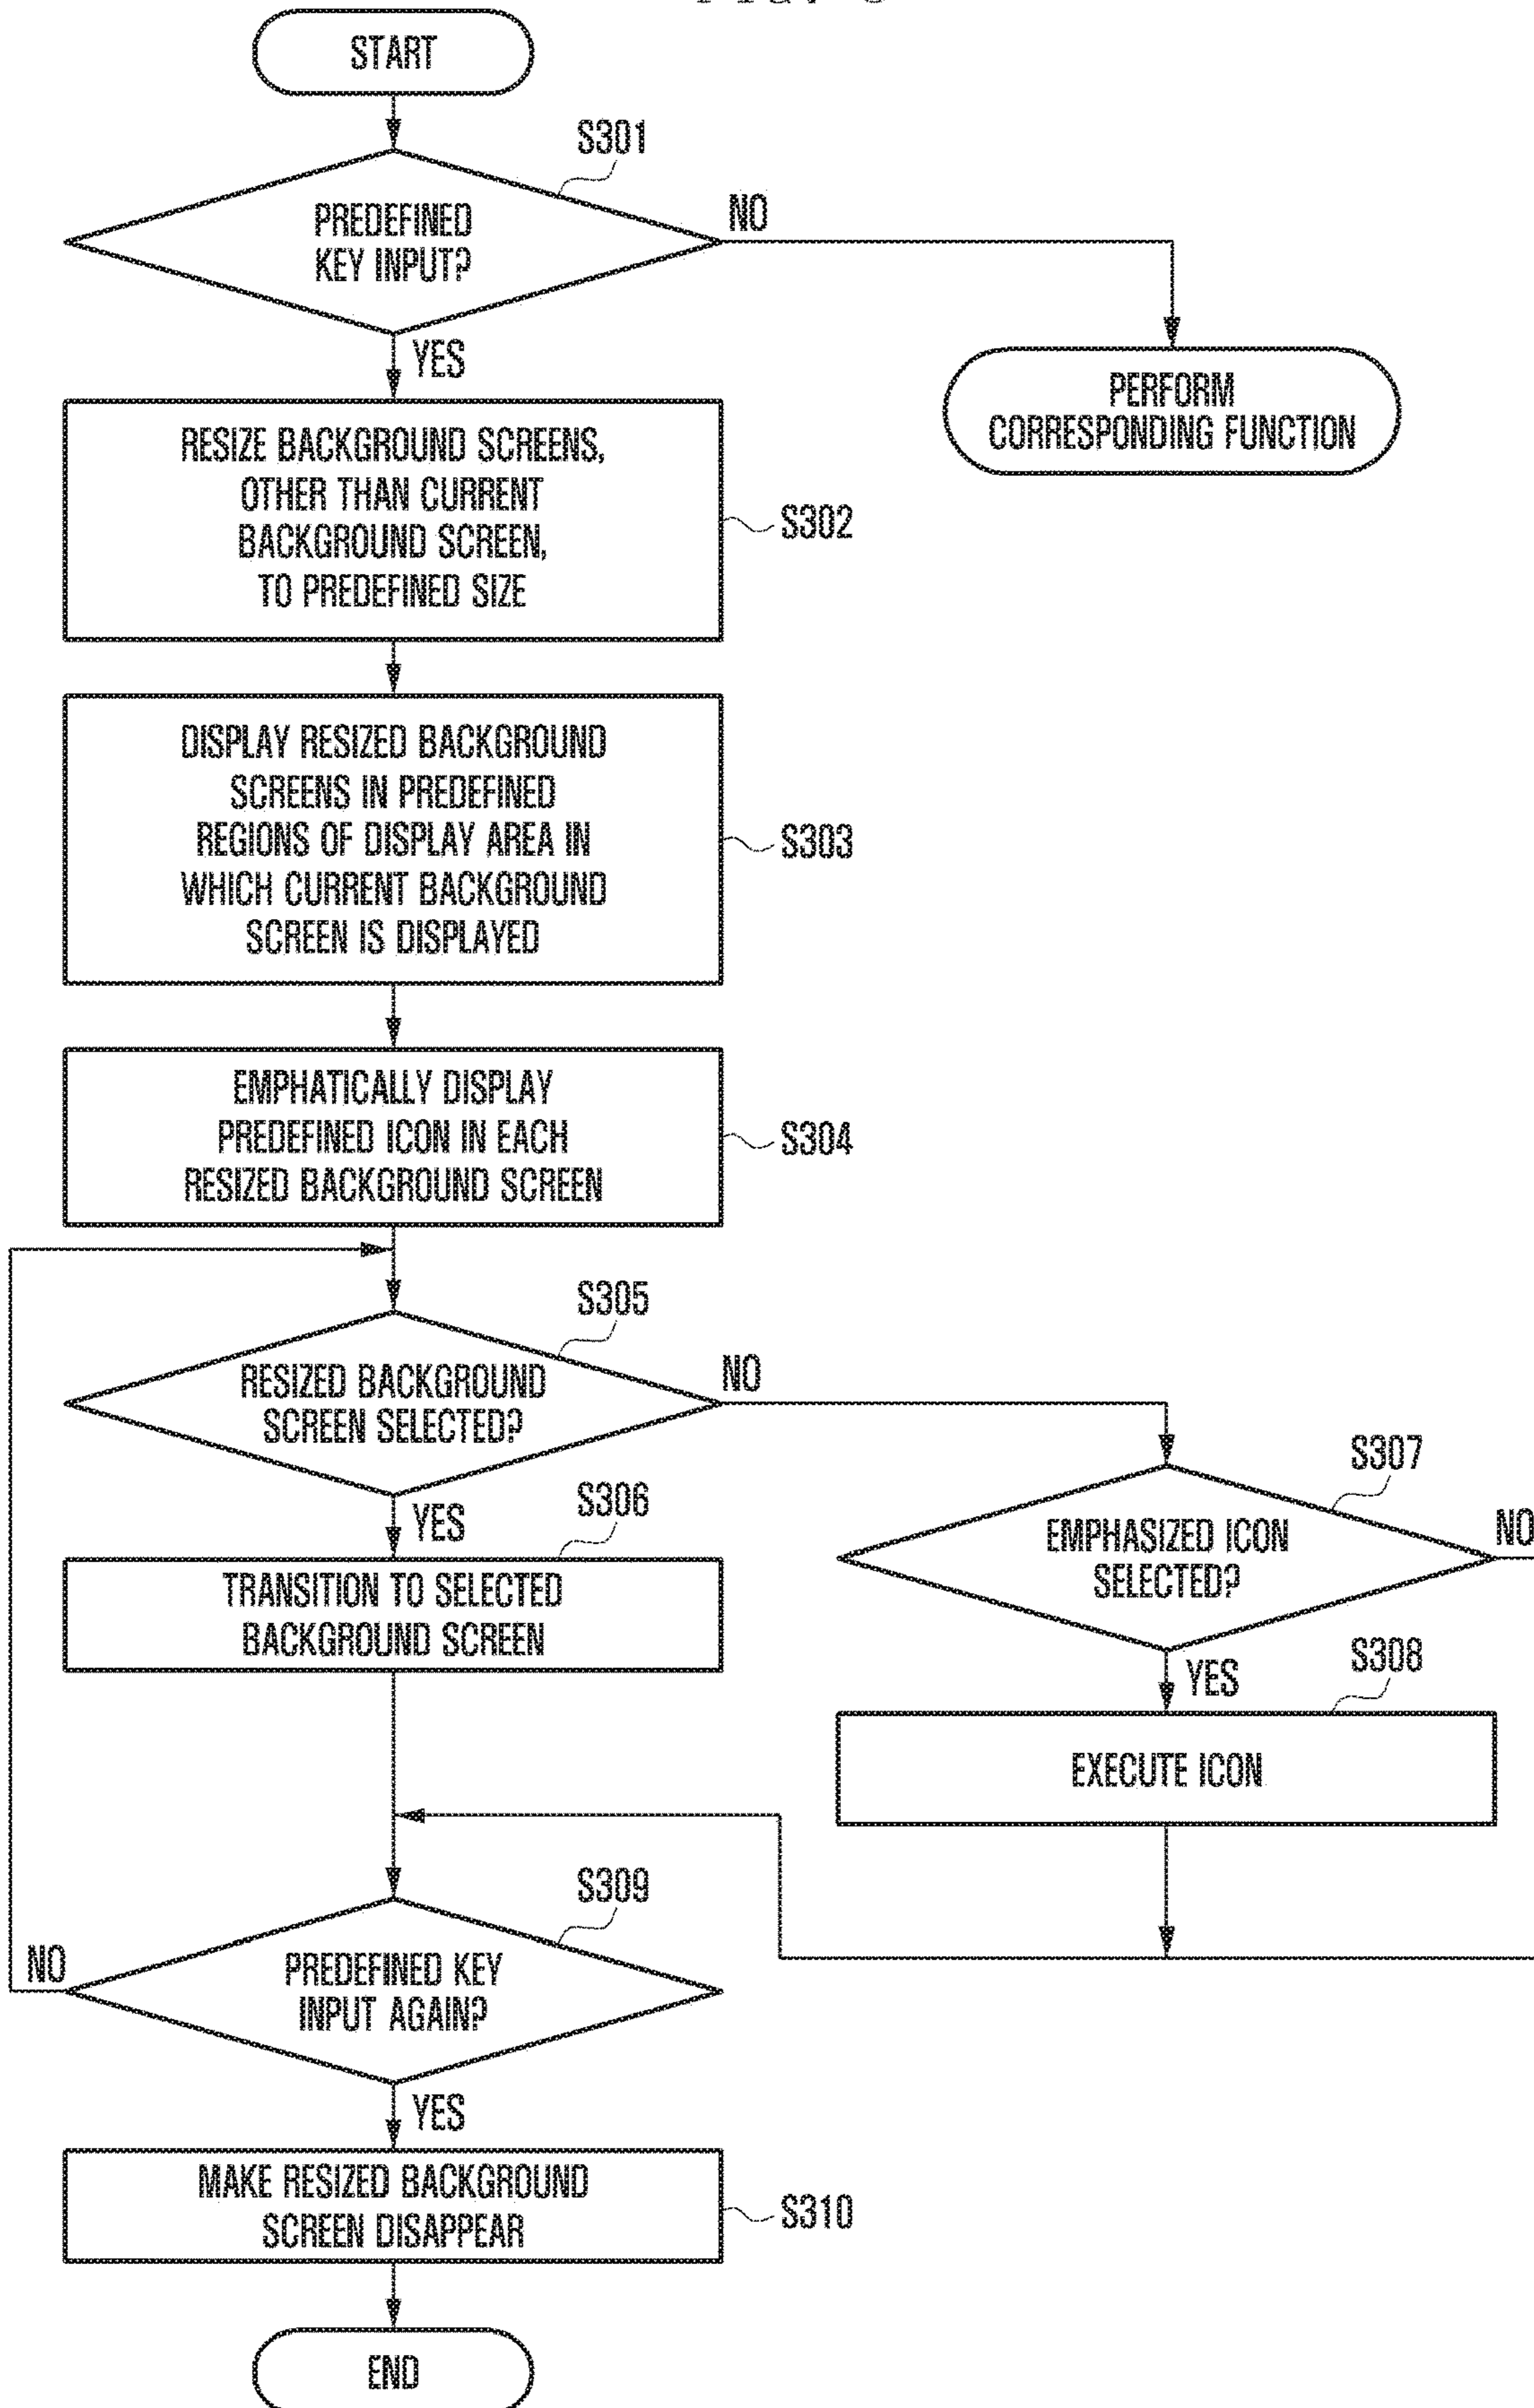 START
S301
PREDEFINED
KEY INPUT?
NO
YES
PERFORM
CORRESPONDING FUNCTION
RESIZE BACKGROUND SCREENS,
OTHER THAN CURRENT
BACKGROUND SCREEN,
TO PREDEFINED SIZE
S302
DISPLAY RESIZED BACKGROUND
SCREENS IN PREDEFINED
REGIONS OF DISPLAY AREA IN
WHICH CURRENT BACKGROUND
SCREEN IS DISPLAYED
S303
EMPHATICALLY DISPLAY
PREDEFINED ICON IN EACH
RESIZED BACKGROUND SCREEN
S304
S305
RESIZED BACKGROUND
SCREEN SELECTED?
NO
YES
S306
TRANSITION TO SELECTED
BACKGROUND SCREEN
S307
EMPHASIZED ICON
SELECTED?
NO
YES
S308
EXECUTE ICON
S309
PREDEFINED KEY
INPUT AGAIN?
NO
YES
MAKE RESIZED BACKGROUND
SCREEN DISAPPEAR
S310
END